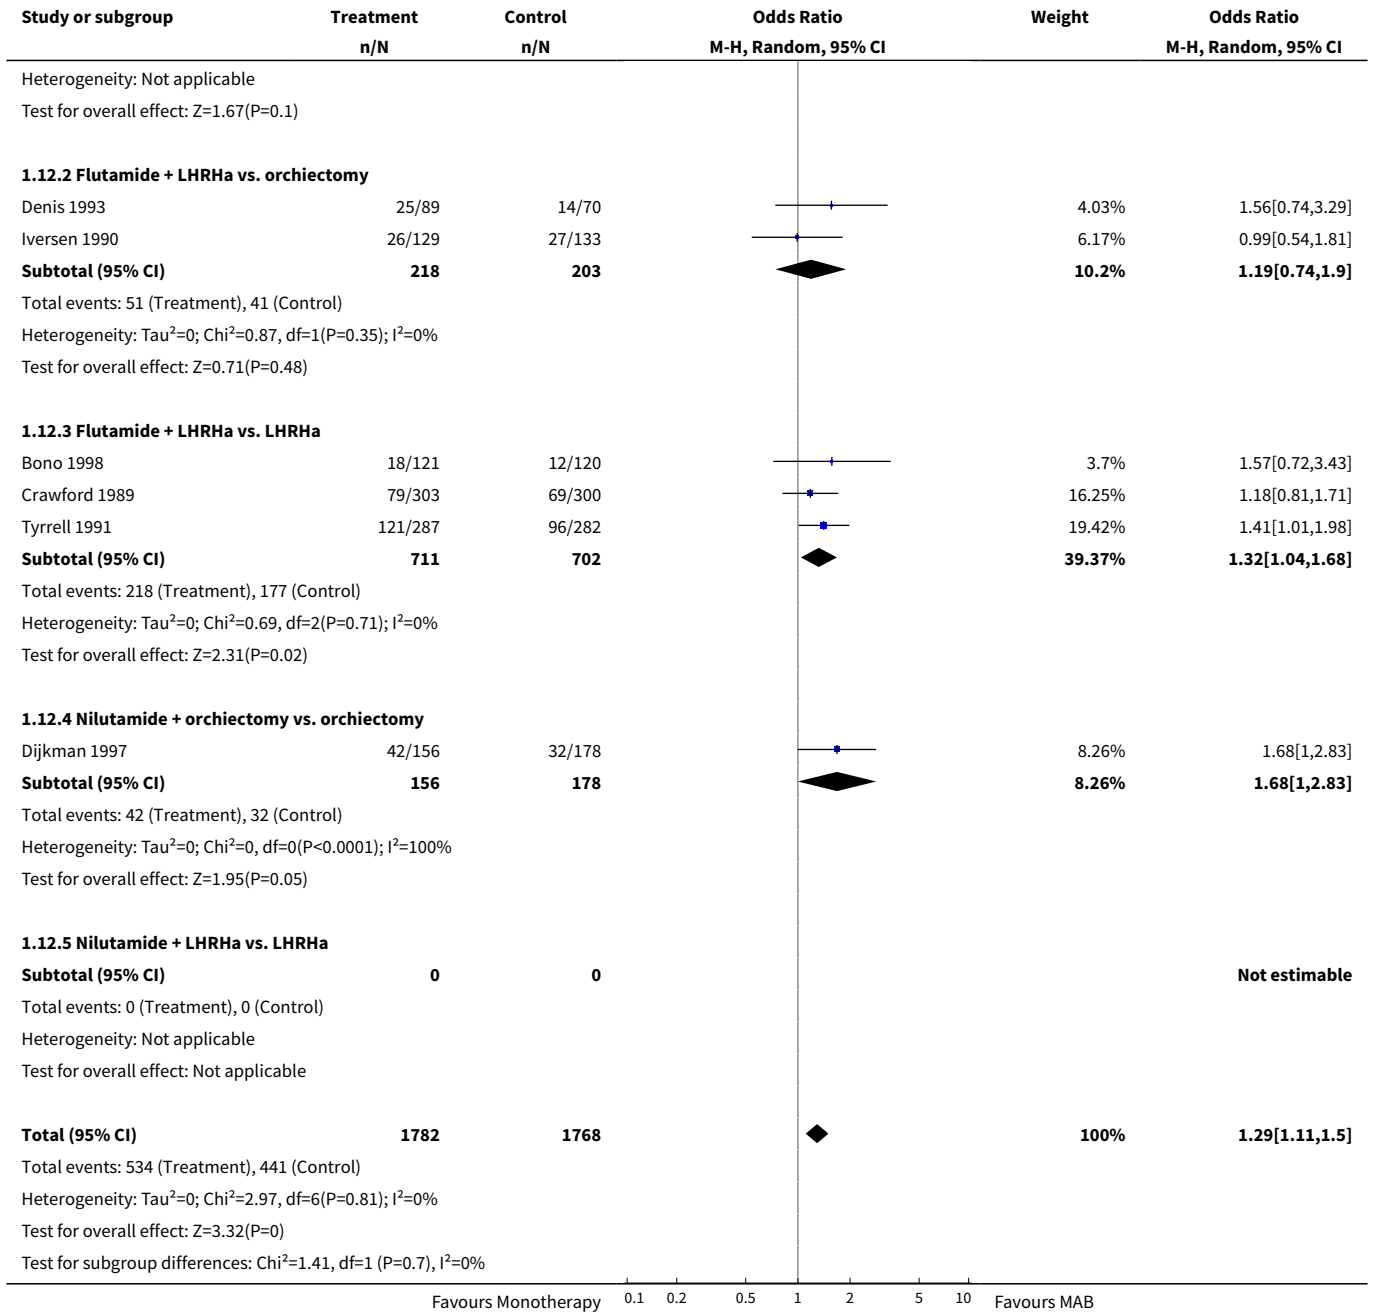 Study or subgroup Treatment Control Odds Ratio Weight Odds Ratio
n/N n/N M-H, Random, 95% CI M-H, Random, 95% CI
Heterogeneity: Not applicable
Test for overall effect: Z=1.67(P=0.1)
1.12.2 Flutamide + LHRHa vs. orchiectomy
Denis 1993 25/89 14/70 4.03% 1.56[0.74,3.29]
Iversen 1990 26/129 27/133 6.17% 0.99[0.54,1.81]
Subtotal (95% CI) 218 203 10.2% 1.19[0.74,1.9]
Total events: 51 (Treatment), 41 (Control)
Heterogeneity: Tau²=0; Chi²=0.87, df=1(P=0.35); I²=0%
Test for overall effect: Z=0.71(P=0.48)
1.12.3 Flutamide + LHRHa vs. LHRHa
Bono 1998 18/121 12/120 3.7% 1.57[0.72,3.43]
Crawford 1989 79/303 69/300 16.25% 1.18[0.81,1.71]
Tyrrell 1991 121/287 96/282 19.42% 1.41[1.01,1.98]
Subtotal (95% CI) 711 702 39.37% 1.32[1.04,1.68]
Total events: 218 (Treatment), 177 (Control)
Heterogeneity: Tau²=0; Chi²=0.69, df=2(P=0.71); I²=0%
Test for overall effect: Z=2.31(P=0.02)
1.12.4 Nilutamide + orchiectomy vs. orchiectomy
Dijkman 1997 42/156 32/178 8.26% 1.68[1,2.83]
Subtotal (95% CI) 156 178 8.26% 1.68[1,2.83]
Total events: 42 (Treatment), 32 (Control)
Heterogeneity: Tau²=0; Chi²=0, df=0(P<0.0001); I²=100%
Test for overall effect: Z=1.95(P=0.05)
1.12.5 Nilutamide + LHRHa vs. LHRHa
Subtotal (95% CI) 0 0 Not estimable
Total events: 0 (Treatment), 0 (Control)
Heterogeneity: Not applicable
Test for overall effect: Not applicable
Total (95% CI) 1782 1768 100% 1.29[1.11,1.5]
Total events: 534 (Treatment), 441 (Control)
Heterogeneity: Tau²=0; Chi²=2.97, df=6(P=0.81); I²=0%
Test for overall effect: Z=3.32(P=0)
Test for subgroup differences: Chi²=1.41, df=1 (P=0.7), I²=0%
Favours Monotherapy 0.1 0.2 0.5 1 2 5 10 Favours MAB